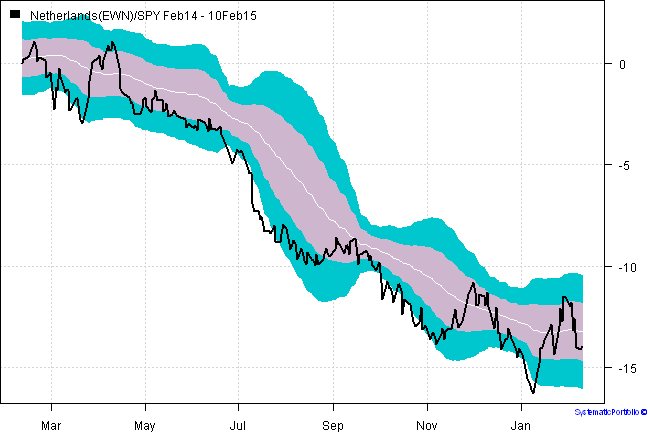 Netherlands(EWN)/SPY Feb14 - 10Feb15
0
-5
-10
-15
Mar May Jul Sep Nov Jan
SystematicPortfolio ©